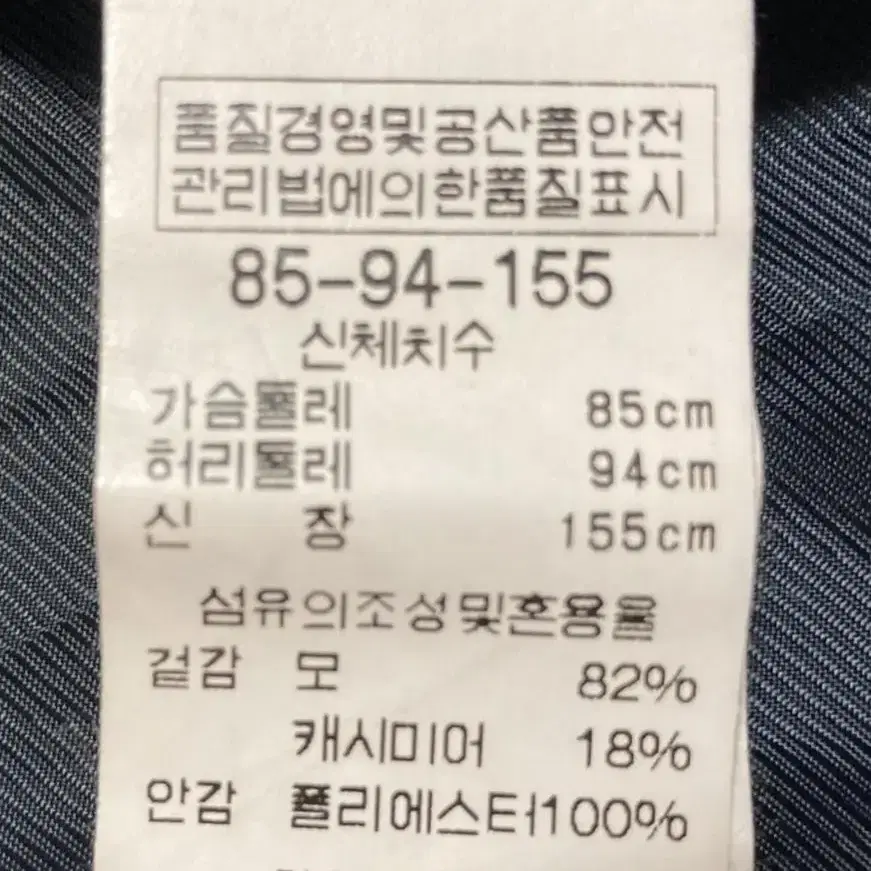 품질경영및공산품안전
관리법에의한품질표시
85-94-155
신체치수
가슴둘레 85cm
허리둘레 94cm
신 장 155cm
섬유의조성및혼용율
겉감 모 82%
캐시미어 18%
안감 폴리에스터100%